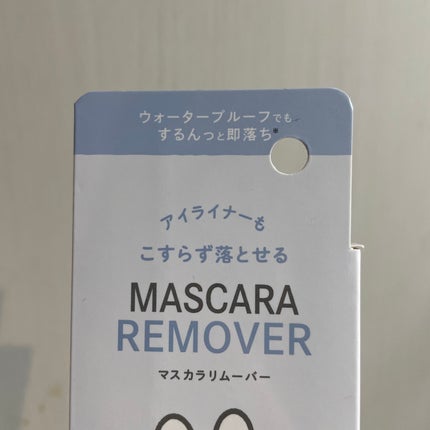 ウォータープルーフでも
するんっと即落ち※
アイライナーも
こすらず落とせる
MASCARA
REMOVER
マスカラリムーバー